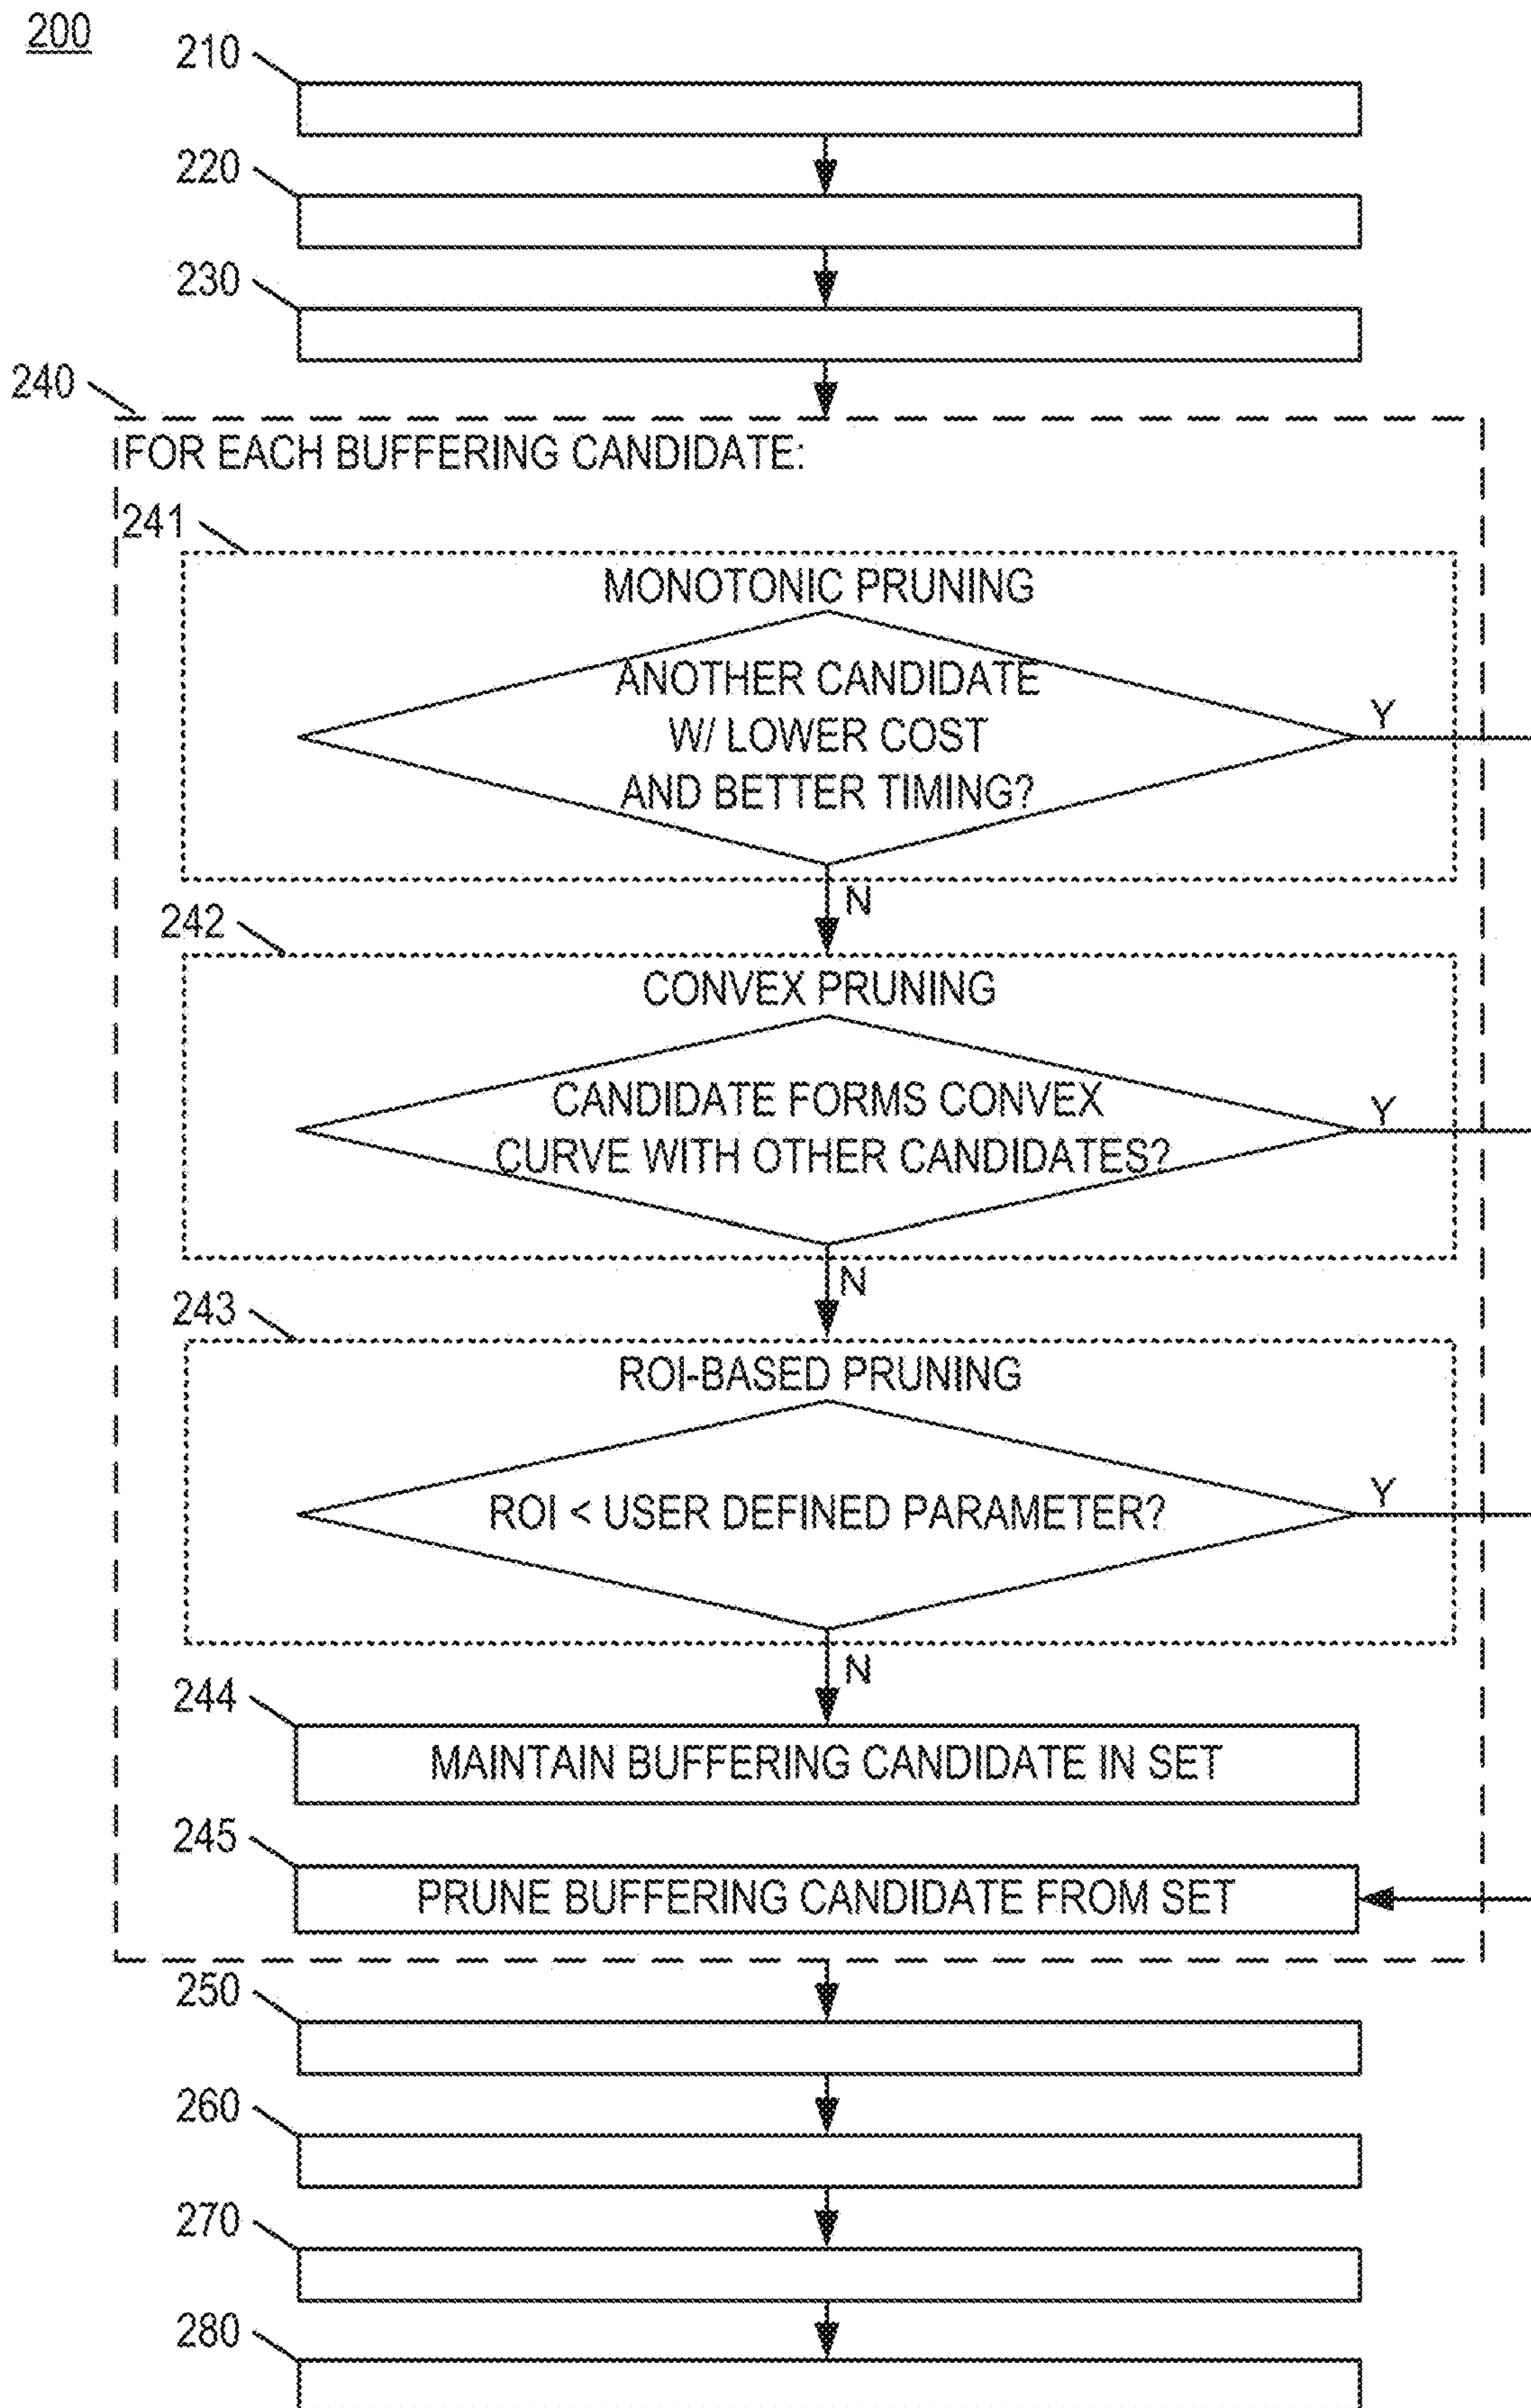 200
210
220
230
240
FOR EACH BUFFERING CANDIDATE:
241
MONOTONIC PRUNING
ANOTHER CANDIDATE
W/ LOWER COST
AND BETTER TIMING?
Y
N
242
CONVEX PRUNING
CANDIDATE FORMS CONVEX
CURVE WITH OTHER CANDIDATES?
Y
N
243
ROI-BASED PRUNING
ROI < USER DEFINED PARAMETER?
Y
N
244
MAINTAIN BUFFERING CANDIDATE IN SET
245
PRUNE BUFFERING CANDIDATE FROM SET
250
260
270
280